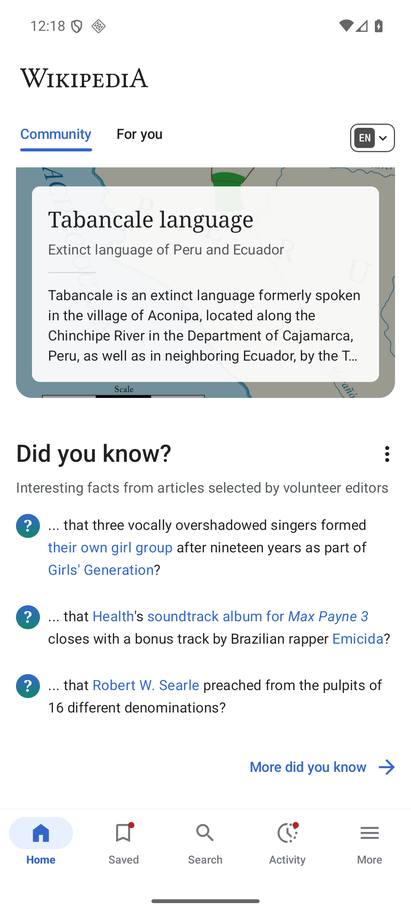 12:18
WIKIPEDIA
Community
For you
EN
Tabancale language
Extinct language of Peru and Ecuador
Tabancale is an extinct language formerly spoken
in the village of Aconipa, located along the
Chinchipe River in the Department of Cajamarca,
Peru, as well as in neighboring Ecuador, by the T…
Scale
Did you know?
Interesting facts from articles selected by volunteer editors
... that three vocally overshadowed singers formed
their own girl group after nineteen years as part of
Girls' Generation?
... that Health's soundtrack album for Max Payne 3
closes with a bonus track by Brazilian rapper Emicida?
... that Robert W. Searle preached from the pulpits of
16 different denominations?
More did you know
Home
Saved
Search
Activity
More